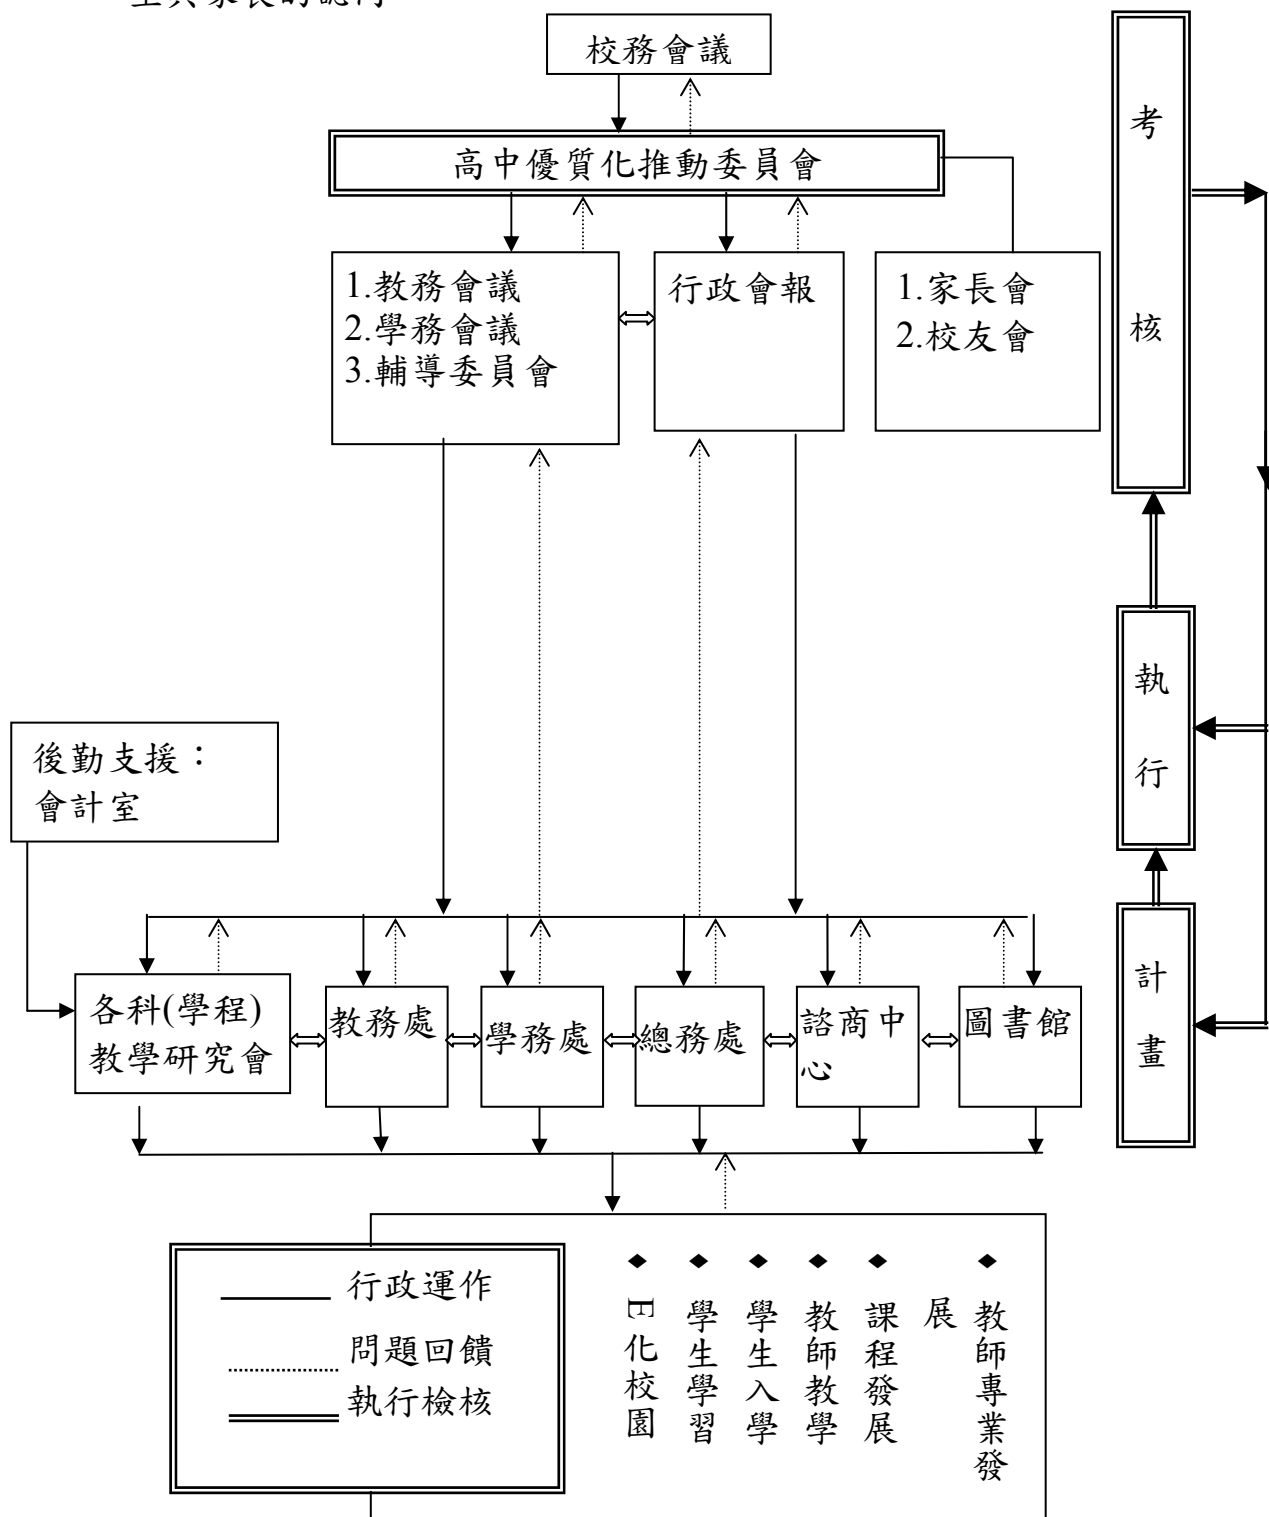 校務會議
高中優質化推動委員會
1.教務會議
2.學務會議
3.輔導委員會
行政會報
1.家長會
2.校友會
考核
執行
計畫
後勤支援：
會計室
各科(學程)
教學研究會
教務處
學務處
總務處
諮商中
心
圖書館
行政運作
問題回饋
執行檢核
◆ 教師專業發
展
◆ 課程發展
◆ 教師教學
◆ 學生入學
◆ 學生學習
◆ E化校園